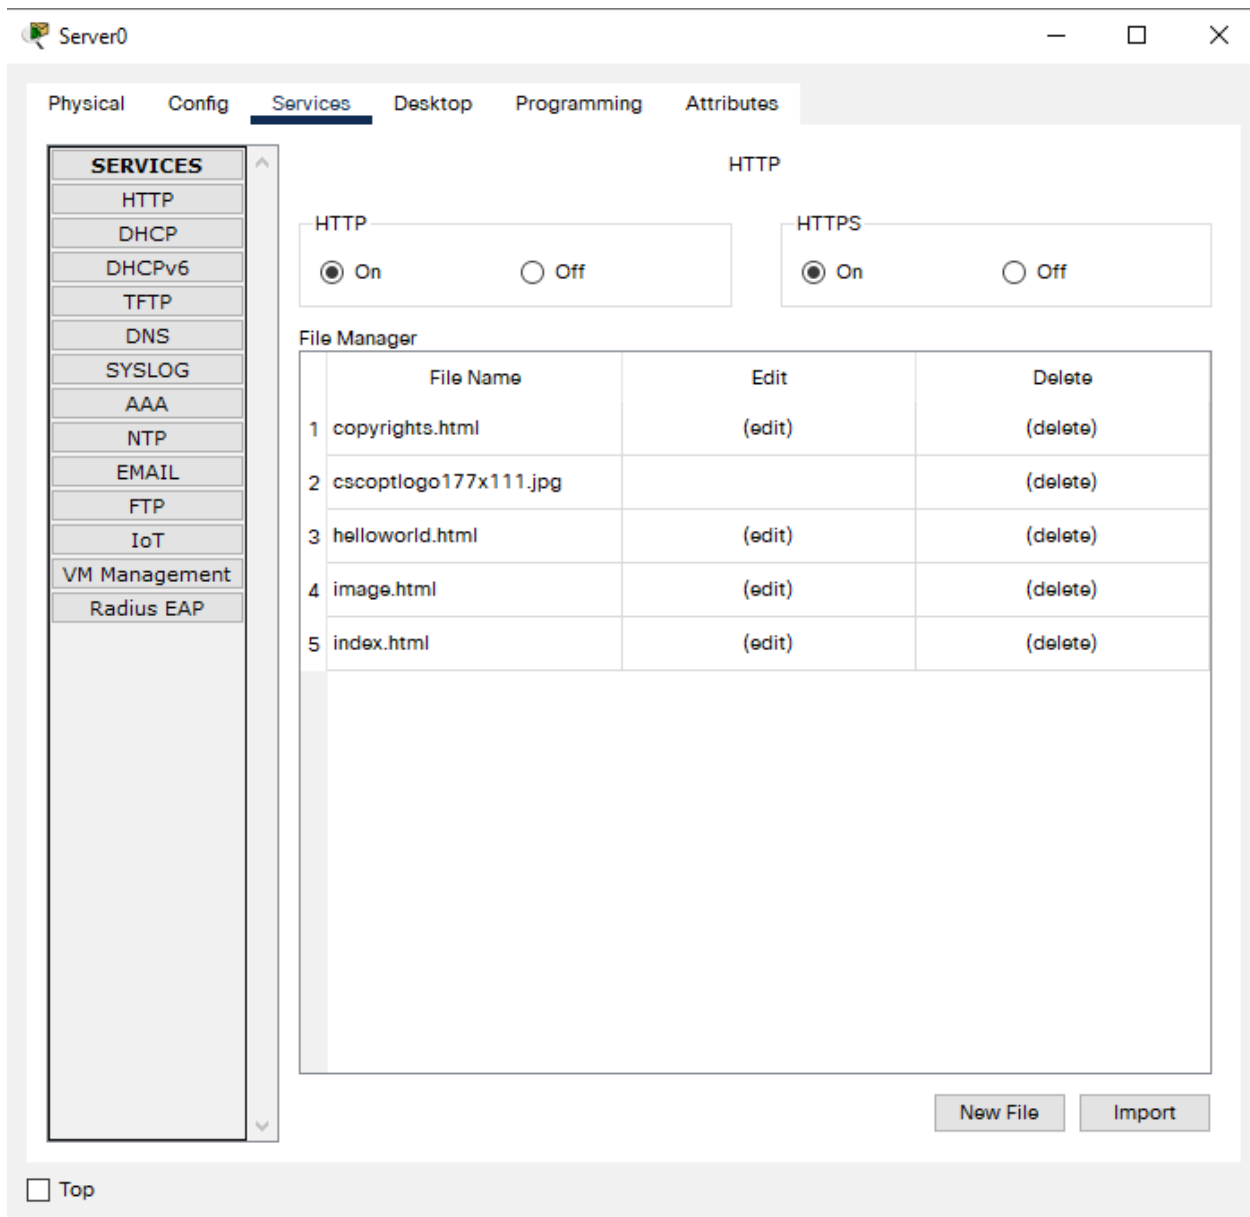 Server0
Physical Config Services Desktop Programming Attributes
SERVICES
HTTP
DHCP
DHCPv6
TFTP
DNS
SYSLOG
AAA
NTP
EMAIL
FTP
IoT
VM Management
Radius EAP
HTTP
HTTP
On Off
HTTPS
On Off
File Manager
File Name Edit Delete
1 copyrights.html (edit) (delete)
2 cscoptlogo177x111.jpg (delete)
3 helloworld.html (edit) (delete)
4 image.html (edit) (delete)
5 index.html (edit) (delete)
New File Import
Top